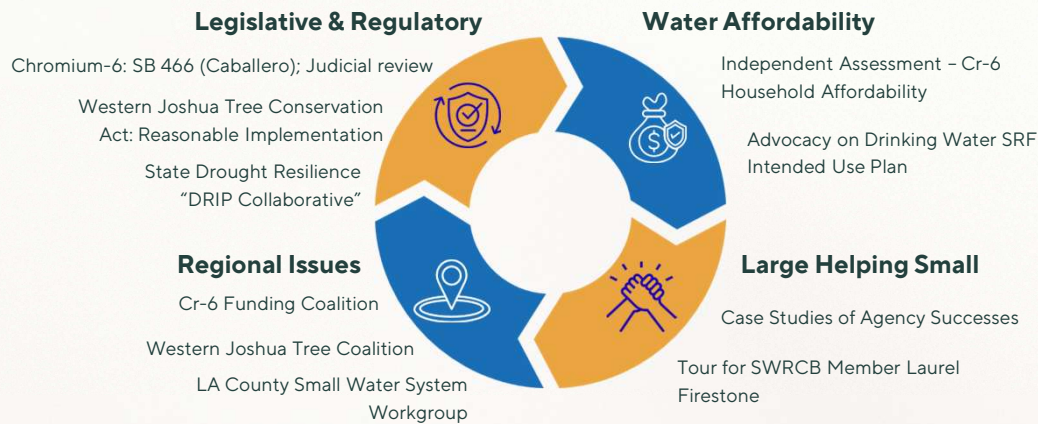 Legislative & Regulatory
Chromium-6: SB 466 (Caballero); Judicial review
Western Joshua Tree Conservation
Act: Reasonable Implementation
State Drought Resilience
“DRIP Collaborative”
Water Affordability
Independent Assessment – Cr-6
Household Affordability
Advocacy on Drinking Water SRF
Intended Use Plan
$
Regional Issues
Cr-6 Funding Coalition
Western Joshua Tree Coalition
LA County Small Water System
Workgroup
Large Helping Small
Case Studies of Agency Successes
Tour for SWRCB Member Laurel
Firestone